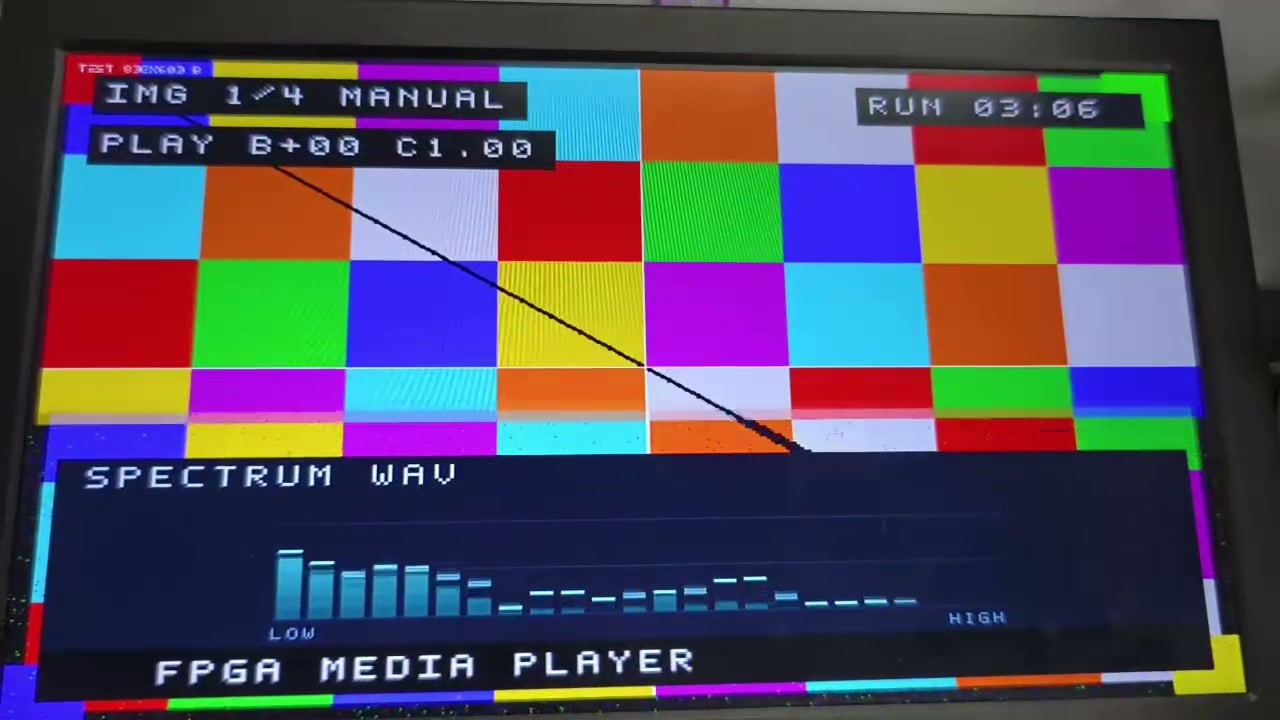 IMG 1/4 MANUAL
RUN 03:06
PLAY B+00 C1.00
SPECTRUM WAV
LOW
HIGH
FPGA MEDIA PLAYER